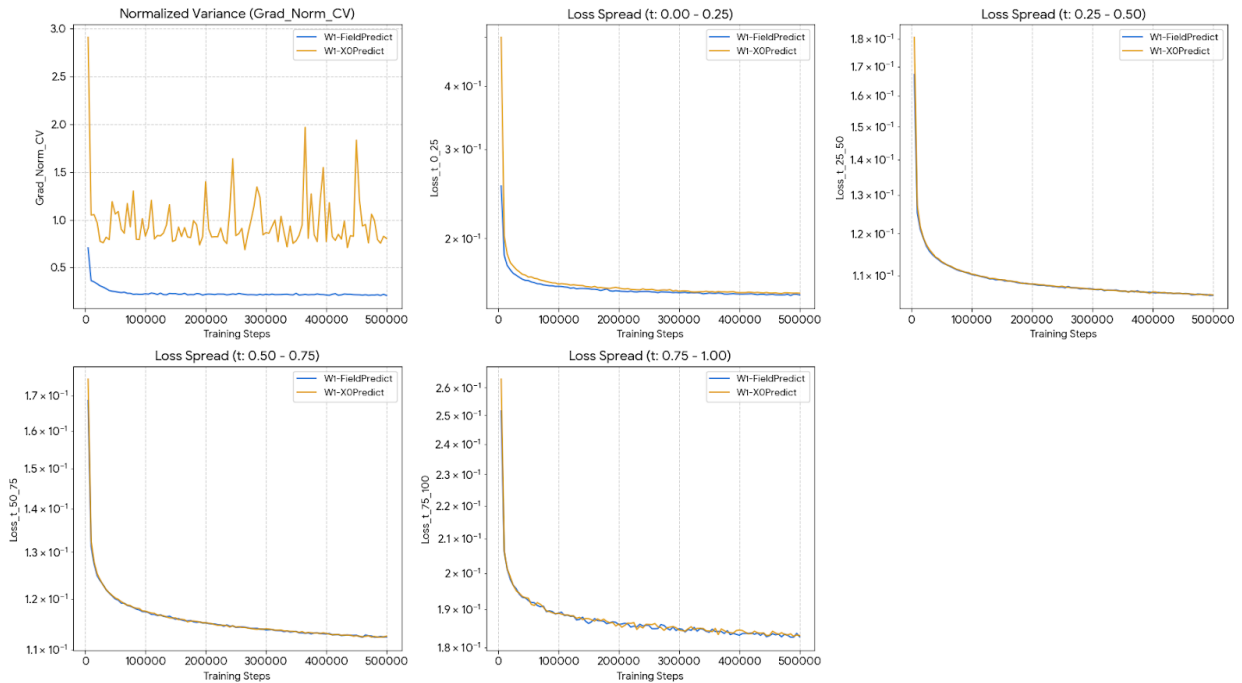 Normalized Variance (Grad_Norm_CV)
3.0
2.5
2.0
1.5
1.0
0.5
Grad_Norm_CV
W1-FieldPredict
W1-X0Predict
0
100000
200000
300000
400000
500000
Training Steps
Loss Spread (t: 0.00 - 0.25)
4 × 10⁻¹
3 × 10⁻¹
2 × 10⁻¹
Loss_t_0_25
W1-FieldPredict
W1-X0Predict
0
100000
200000
300000
400000
500000
Training Steps
Loss Spread (t: 0.25 - 0.50)
1.8 × 10⁻¹
1.7 × 10⁻¹
1.6 × 10⁻¹
1.5 × 10⁻¹
1.4 × 10⁻¹
1.3 × 10⁻¹
1.2 × 10⁻¹
1.1 × 10⁻¹
Loss_t_25_50
W1-FieldPredict
W1-X0Predict
0
100000
200000
300000
400000
500000
Training Steps
Loss Spread (t: 0.50 - 0.75)
1.7 × 10⁻¹
1.6 × 10⁻¹
1.5 × 10⁻¹
1.4 × 10⁻¹
1.3 × 10⁻¹
1.2 × 10⁻¹
1.1 × 10⁻¹
Loss_t_50_75
W1-FieldPredict
W1-X0Predict
0
100000
200000
300000
400000
500000
Training Steps
Loss Spread (t: 0.75 - 1.00)
2.6 × 10⁻¹
2.5 × 10⁻¹
2.4 × 10⁻¹
2.3 × 10⁻¹
2.2 × 10⁻¹
2.1 × 10⁻¹
2 × 10⁻¹
1.9 × 10⁻¹
1.8 × 10⁻¹
Loss_t_75_100
W1-FieldPredict
W1-X0Predict
0
100000
200000
300000
400000
500000
Training Steps